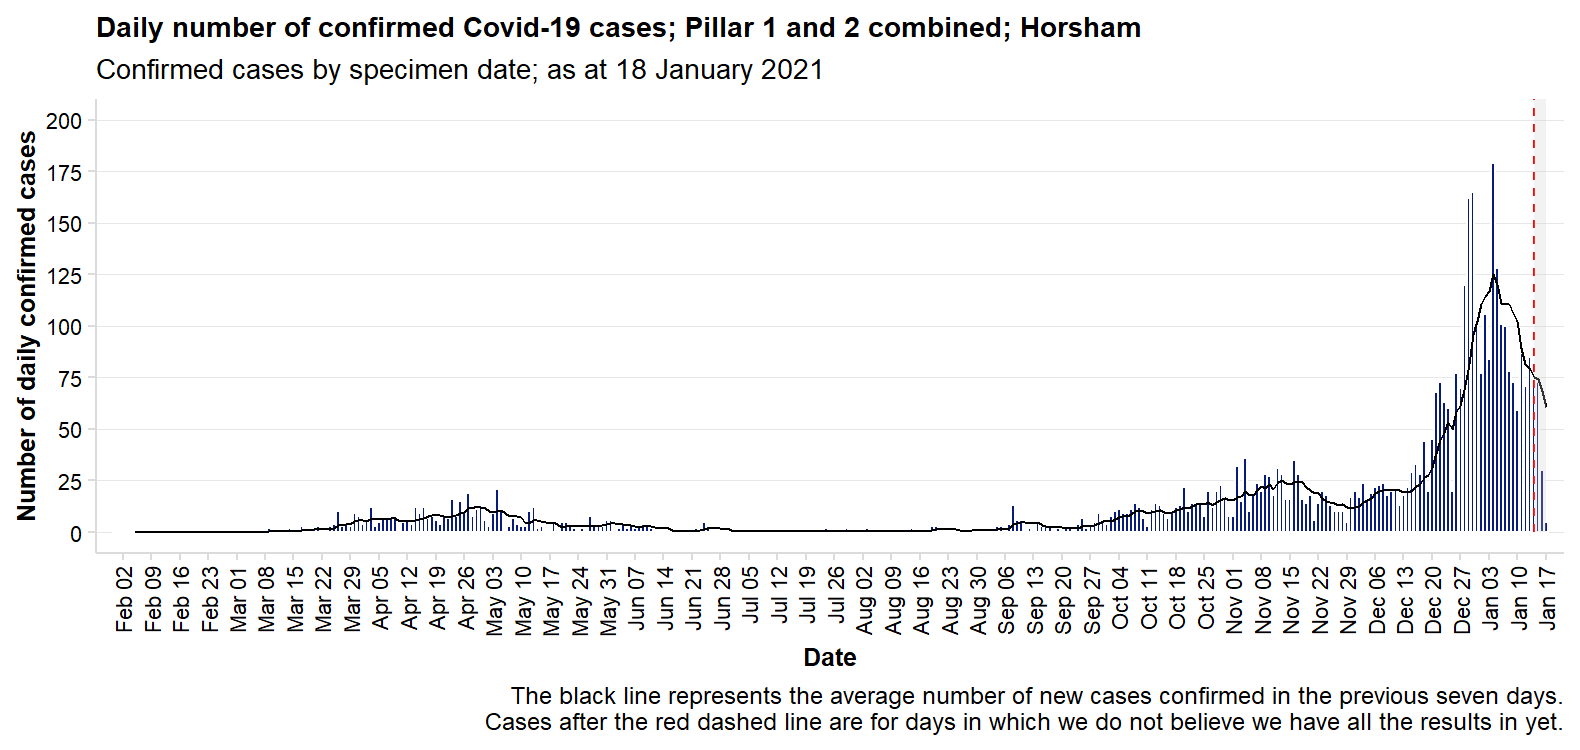 Daily number of confirmed Covid-19 cases; Pillar 1 and 2 combined; Horsham
Confirmed cases by specimen date; as at 18 January 2021
Number of daily confirmed cases
200
175
150
125
100
75
50
25
0
Feb 02
Feb 09
Feb 16
Feb 23
Mar 01
Mar 08
Mar 15
Mar 22
Mar 29
Apr 05
Apr 12
Apr 19
Apr 26
May 03
May 10
May 17
May 24
May 31
Jun 07
Jun 14
Jun 21
Jun 28
Jul 05
Jul 12
Jul 19
Jul 26
Aug 02
Aug 09
Aug 16
Aug 23
Aug 30
Sep 06
Sep 13
Sep 20
Sep 27
Oct 04
Oct 11
Oct 18
Oct 25
Nov 01
Nov 08
Nov 15
Nov 22
Nov 29
Dec 06
Dec 13
Dec 20
Dec 27
Jan 03
Jan 10
Jan 17
Date
The black line represents the average number of new cases confirmed in the previous seven days.
Cases after the red dashed line are for days in which we do not believe we have all the results in yet.